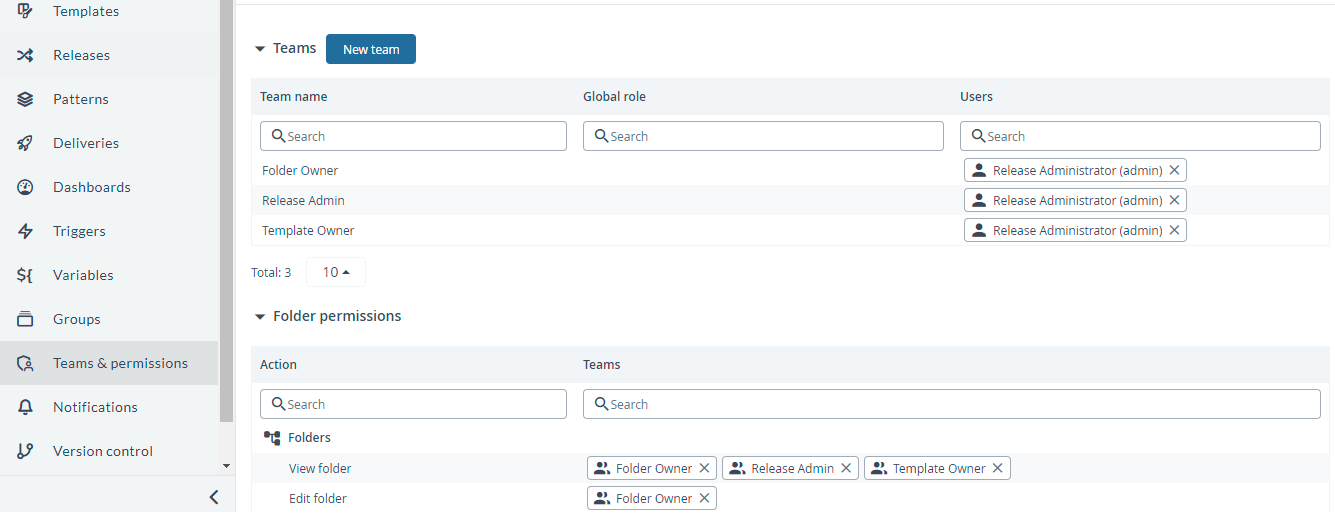 Templates
Releases
Patterns
Deliveries
Dashboards
Triggers
Variables
Groups
Teams & permissions
Notifications
Version control
Teams New team
Team name Global role Users
Search Search Search
Folder Owner Release Administrator (admin)
Release Admin Release Administrator (admin)
Template Owner Release Administrator (admin)
Total: 3 10
Folder permissions
Action Teams
Search Search
Folders
View folder Folder Owner Release Admin Template Owner
Edit folder Folder Owner